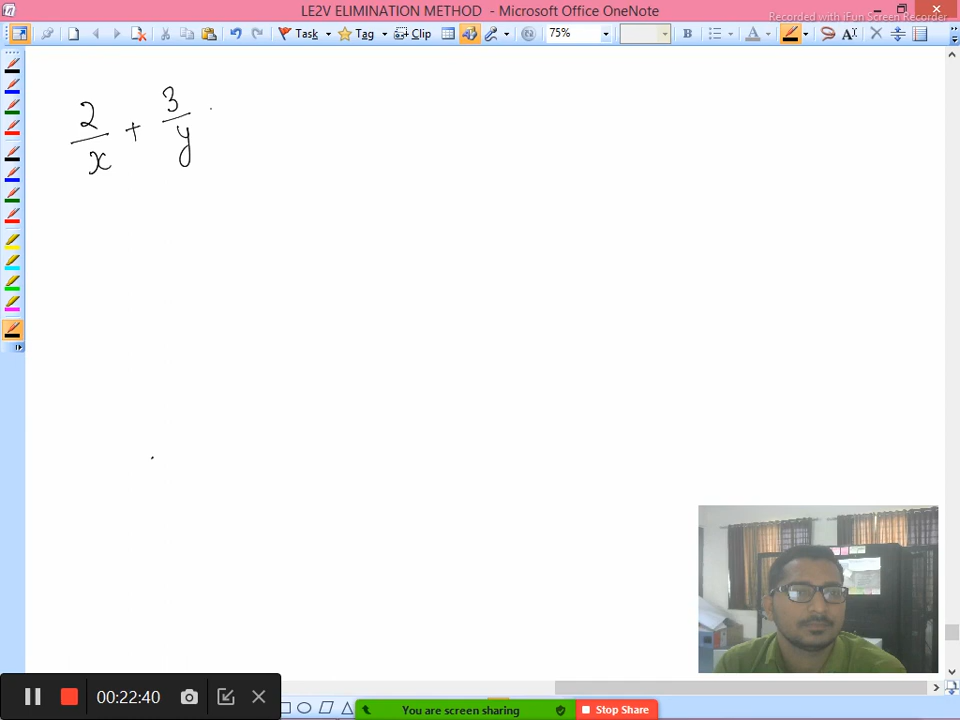 LE2V ELIMINATION METHOD - Microsoft Office OneNote
Recorded with iFun Screen Recorder
Task Tag Clip 75% B A A
2/x + 3/y
00:22:40
You are screen sharing Stop Share